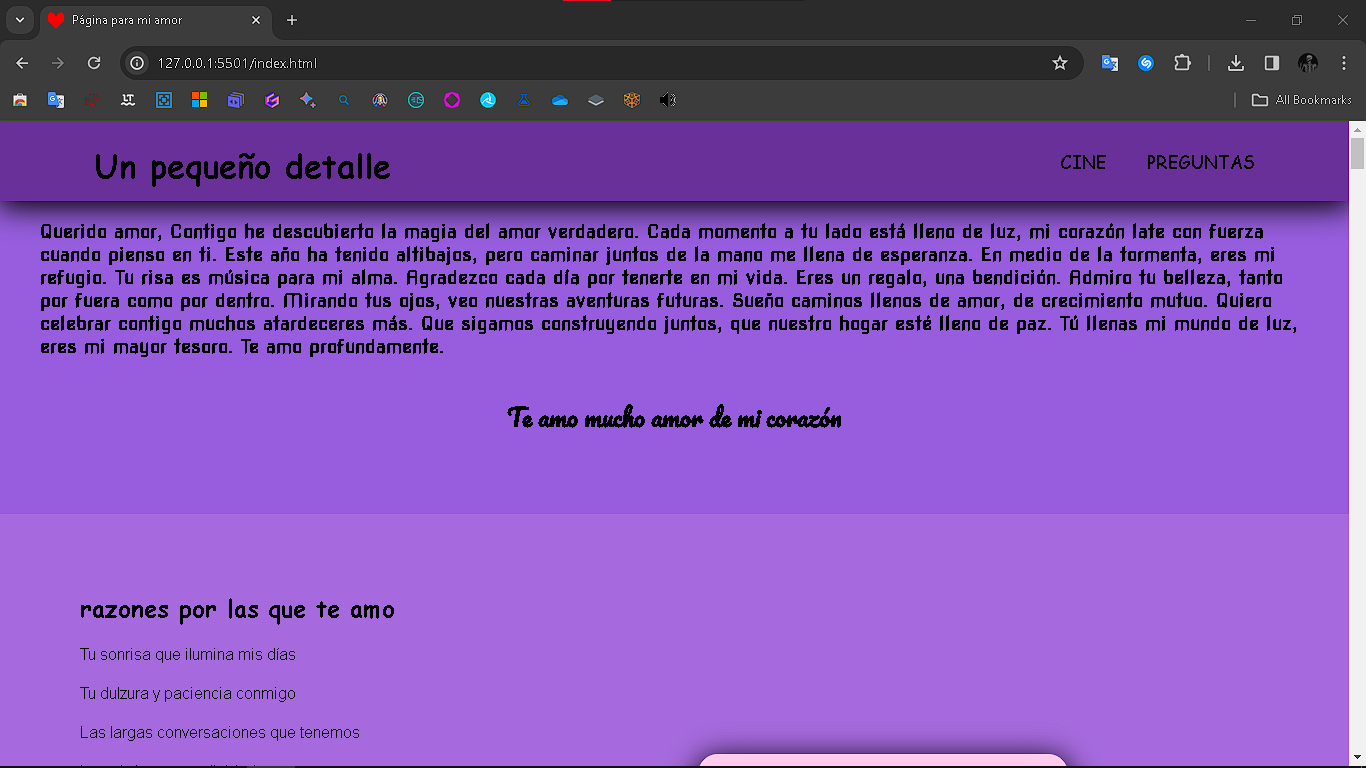 Página para mi amor
127.0.0.1:5501/index.html
All Bookmarks
Un pequeño detalle
CINE
PREGUNTAS
Querida amor, Contigo he descubierto la magia del amor verdadero. Cada momento a tu lado está lleno de luz, mi corazón late con fuerza
cuando pienso en ti. Este año ha tenido altibajos, pero caminar juntos de la mano me llena de esperanza. En medio de la tormenta, eres mi
refugio. Tu risa es música para mi alma. Agradezco cada día por tenerte en mi vida. Eres un regalo, una bendición. Admiro tu belleza, tanto
por fuera como por dentro. Mirando tus ojos, veo nuestras aventuras futuras. Sueño caminos llenos de amor, de crecimiento mutuo. Quiero
celebrar contigo muchos atardeceres más. Que sigamos construyendo juntos, que nuestro hogar esté lleno de paz. Tú llenas mi mundo de luz,
eres mi mayor tesoro. Te amo profundamente.
Te amo mucho amor de mi corazón
razones por las que te amo
Tu sonrisa que ilumina mis días
Tu dulzura y paciencia conmigo
Las largas conversaciones que tenemos